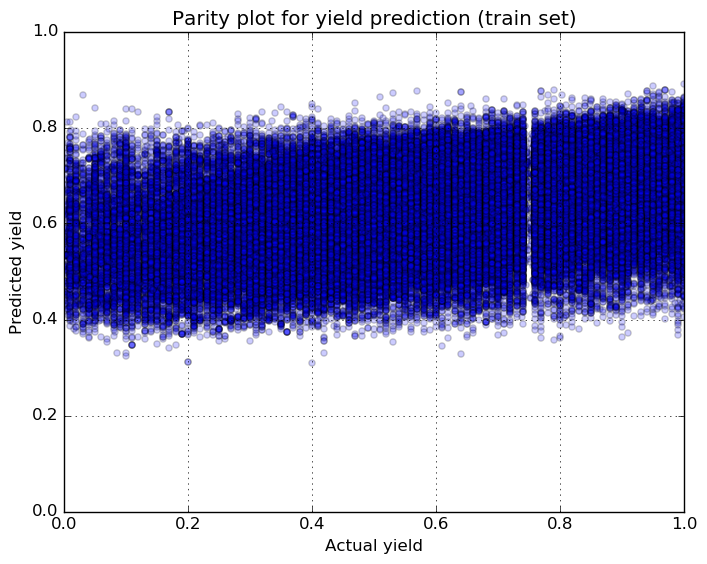 Parity plot for yield prediction (train set)
1.0
0.8
0.6
0.4
0.2
0.0
Predicted yield
0.0 0.2 0.4 0.6 0.8 1.0
Actual yield